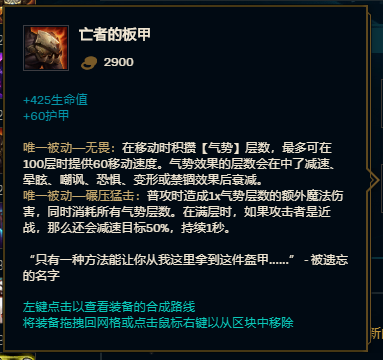 亡者的板甲
2900
+425生命值
+60护甲
唯一被动—无畏：在移动时积攒【气势】层数，最多可在
100层时提供60移动速度。气势效果的层数会在中了减速、
晕眩、嘲讽、恐惧、变形或禁锢效果后衰减。
唯一被动—碾压猛击：普攻时造成1x气势层数的额外魔法伤
害，同时消耗所有气势层数。在满层时，如果攻击者是近
战，那么还会减速目标50%，持续1秒。
“只有一种方法能让你从我这里拿到这件盔甲......” - 被遗忘
的名字
左键点击以查看装备的合成路线
将装备拖拽回网格或点击鼠标右键以从区块中移除